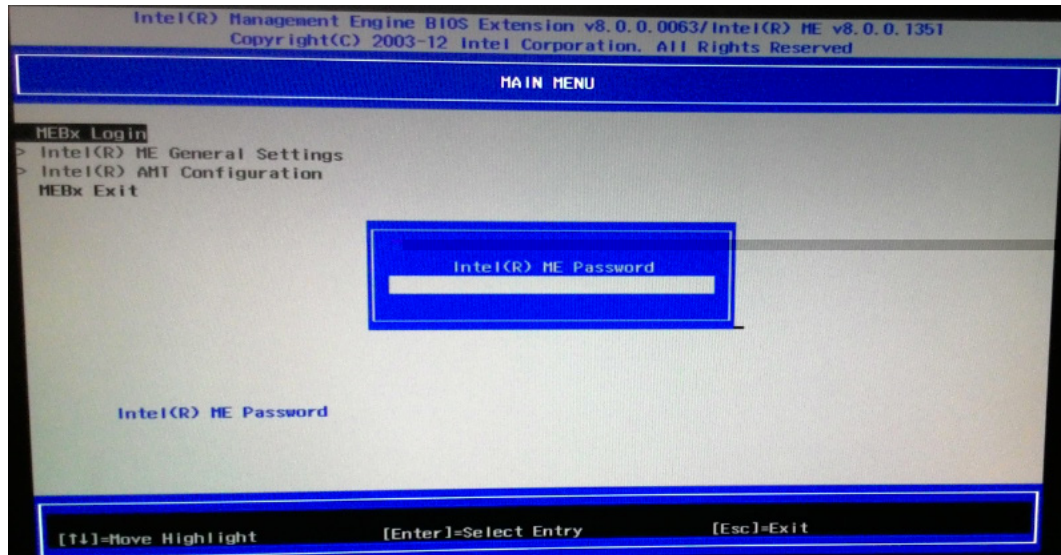 Intel(R) Management Engine BIOS Extension v8.0.0.0063/Intel(R) ME v8.0.0.1351
Copyright(C) 2003-12 Intel Corporation. All Rights Reserved
MAIN MENU
MEBx Login
> Intel(R) ME General Settings
> Intel(R) AMT Configuration
MEBx Exit
Intel(R) ME Password
Intel(R) ME Password
[↑↓]=Move Highlight [Enter]=Select Entry [Esc]=Exit